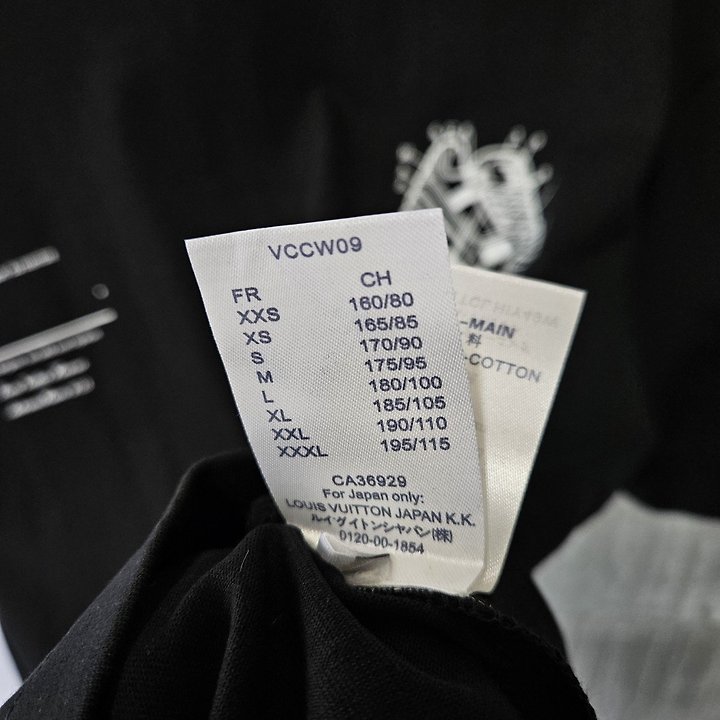 VCCW09
FR CH
XXS 160/80
XS 165/85
S 170/90
M 175/95
L 180/100
XL 185/105
XXL 190/110
XXXL 195/115
CA36929
For Japan only:
LOUIS VUITTON JAPAN K.K.
ルイ・ヴィトンジャパン(株)
0120-00-1854
-MAIN
料
-COTTON